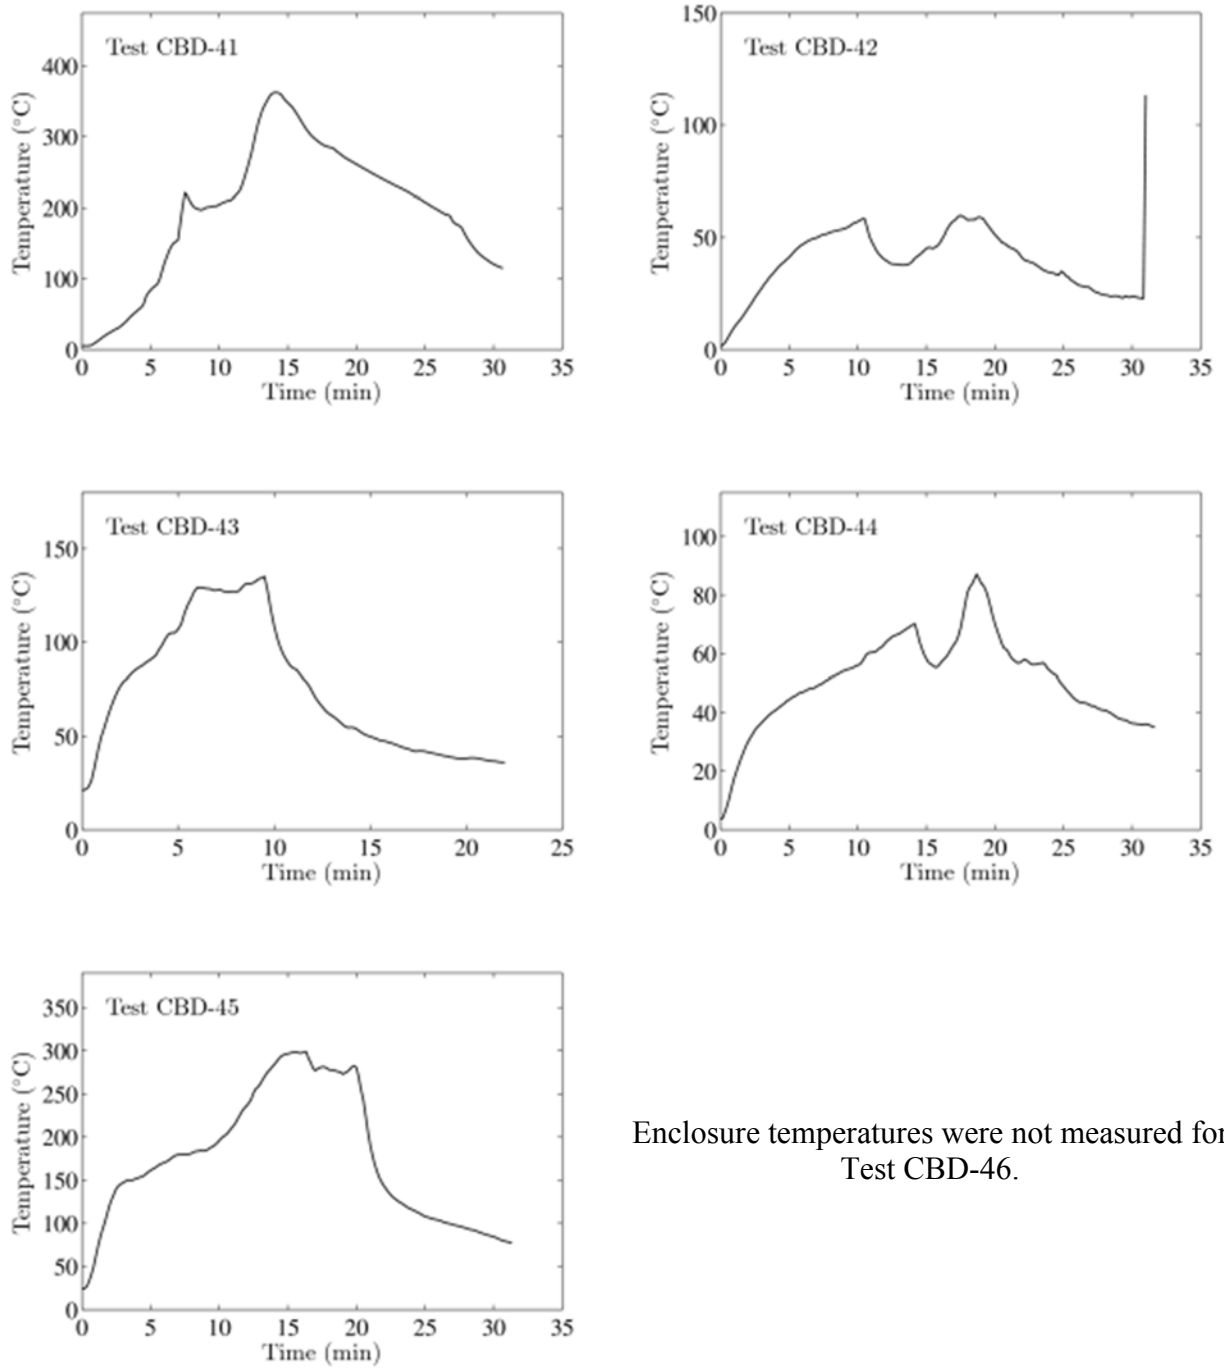 Test CBD-41
Temperature (°C)
400
300
200
100
0
0 5 10 15 20 25 30 35
Time (min)
Test CBD-42
Temperature (°C)
150
100
50
0
0 5 10 15 20 25 30 35
Time (min)
Test CBD-43
Temperature (°C)
150
100
50
0
0 5 10 15 20 25
Time (min)
Test CBD-44
Temperature (°C)
100
80
60
40
20
0
0 5 10 15 20 25 30 35
Time (min)
Test CBD-45
Temperature (°C)
350
300
250
200
150
100
50
0
0 5 10 15 20 25 30 35
Time (min)
Enclosure temperatures were not measured for
Test CBD-46.